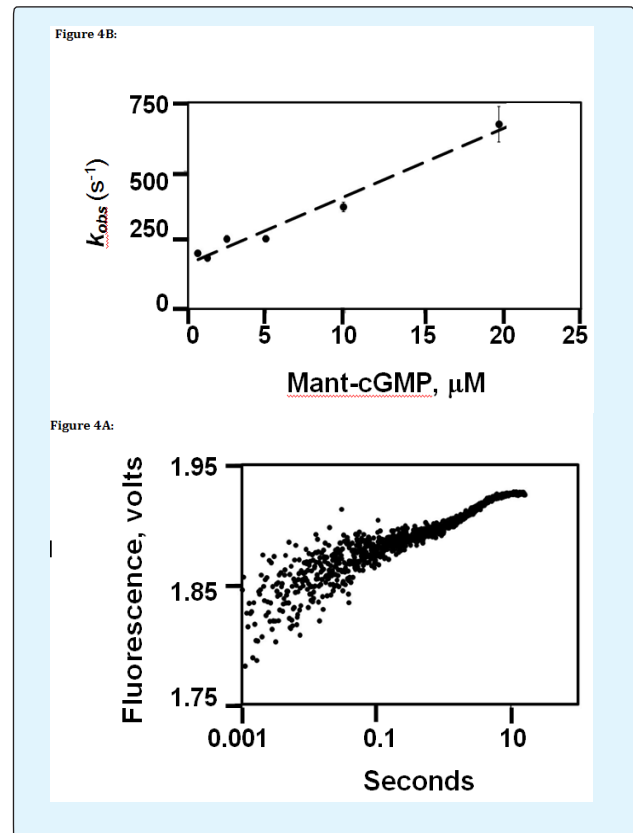 Figure 4B:
750
500
250
0
kobs (s-1)
0 5 10 15 20 25
Mant-cGMP, μM
Figure 4A:
1.95
1.85
1.75
Fluorescence, volts
0.001 0.1 10
Seconds